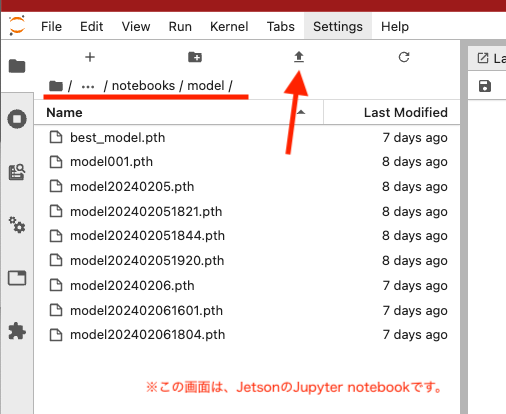 File Edit View Run Kernel Tabs Settings Help
/ ··· / notebooks / model /
La
Name Last Modified
best_model.pth 7 days ago
model001.pth 8 days ago
model20240205.pth 8 days ago
model202402051821.pth 8 days ago
model202402051844.pth 8 days ago
model202402051920.pth 8 days ago
model20240206.pth 7 days ago
model202402061601.pth 7 days ago
model202402061804.pth 7 days ago
※この画面は、JetsonのJupyter notebookです。